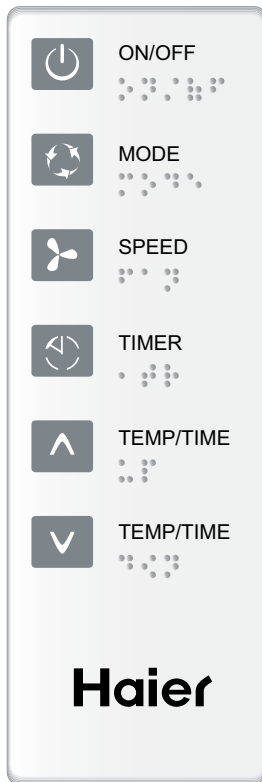 ON/OFF
⠕⠝⠌⠷⠋
MODE
⠍⠕⠙⠑
SPEED
⠋⠁⠝
TIMER
⠐⠞⠗
TEMP/TIME
⠥⠏
TEMP/TIME
⠙⠪⠝
Haier